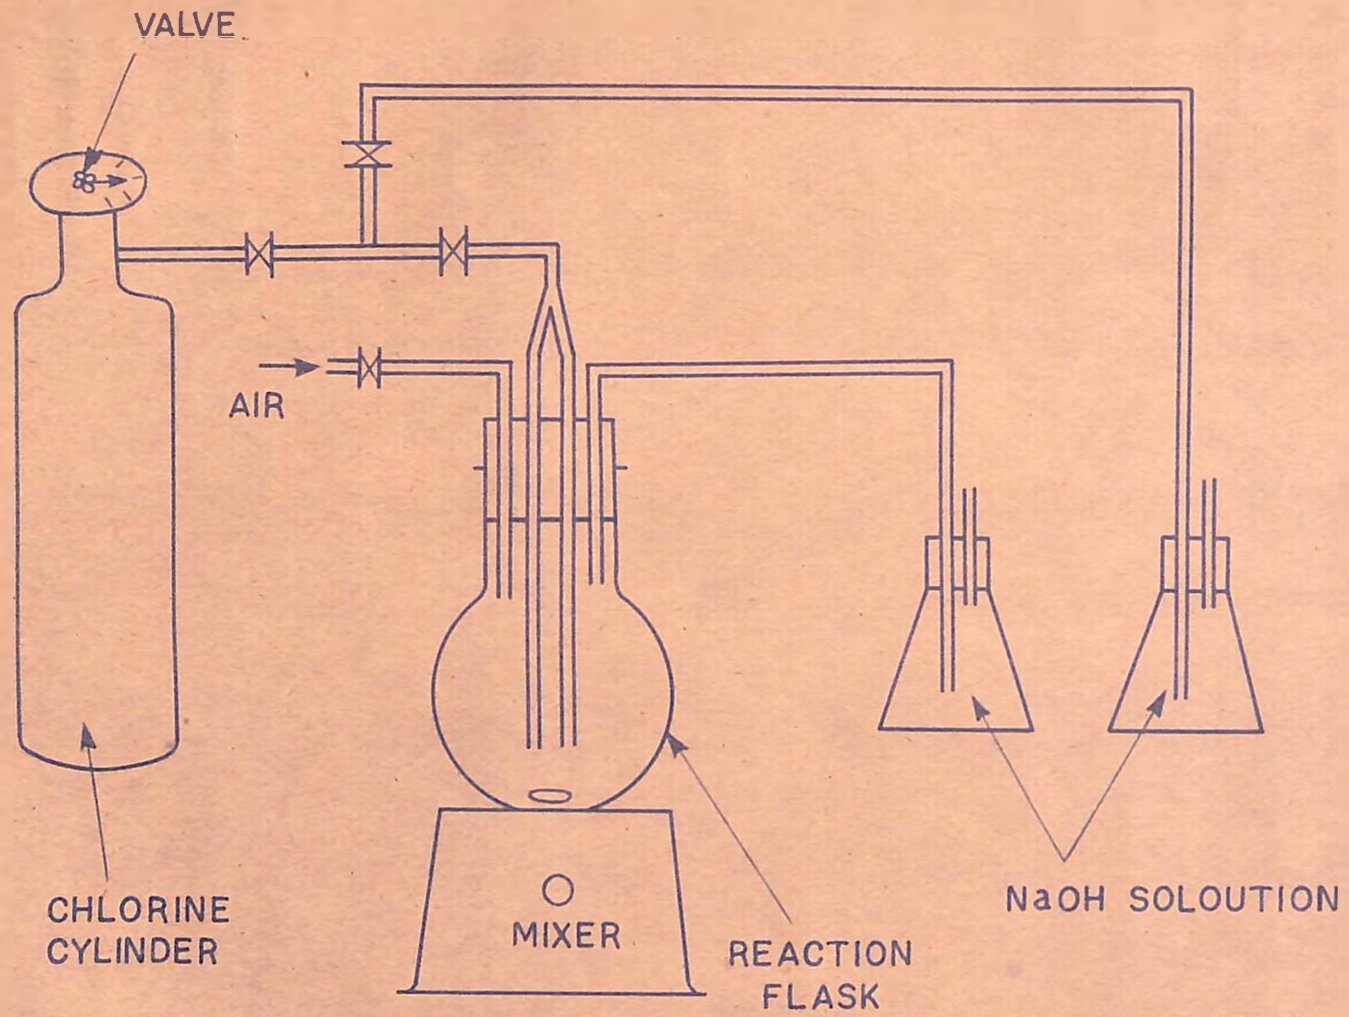 VALVE
AIR
CHLORINE
CYLINDER
MIXER
REACTION
FLASK
NaOH SOLOUTION